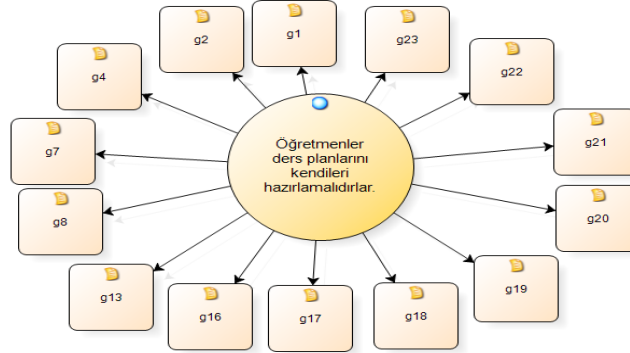 g1
g2
g23
g4
g22
Öğretmenler
ders planlarını
kendileri
hazırlamalıdırlar.
g7
g21
g8
g20
g13
g19
g16
g17
g18